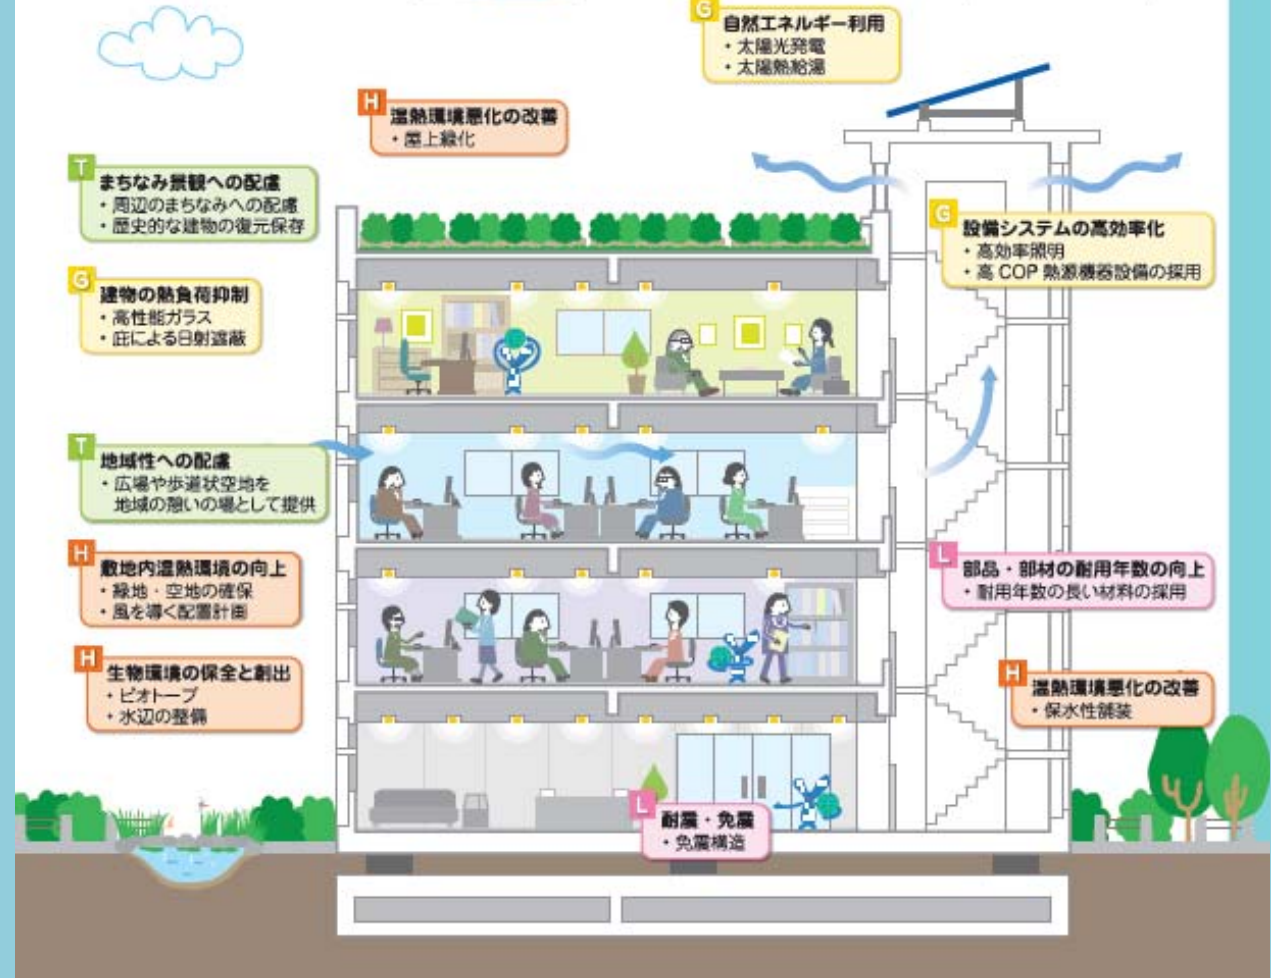 G
自然エネルギー利用
・太陽光発電
・太陽熱給湯
H
温熱環境悪化の改善
・屋上緑化
T
まちなみ景観への配慮
・周辺のまちなみへの配慮
・歴史的な建物の復元保存
G
設備システムの高効率化
・高効率照明
・高COP熱源機器設備の採用
G
建物の熱負荷抑制
・高性能ガラス
・庇による日射遮蔽
T
地域性への配慮
・広場や歩道状空地を
地域の憩いの場として提供
H
敷地内温熱環境の向上
・緑地・空地の確保
・風を導く配置計画
L
部品・部材の耐用年数の向上
・耐用年数の長い材料の採用
H
生物環境の保全と創出
・ビオトープ
・水辺の整備
H
温熱環境悪化の改善
・保水性舗装
L
耐震・免震
・免震構造